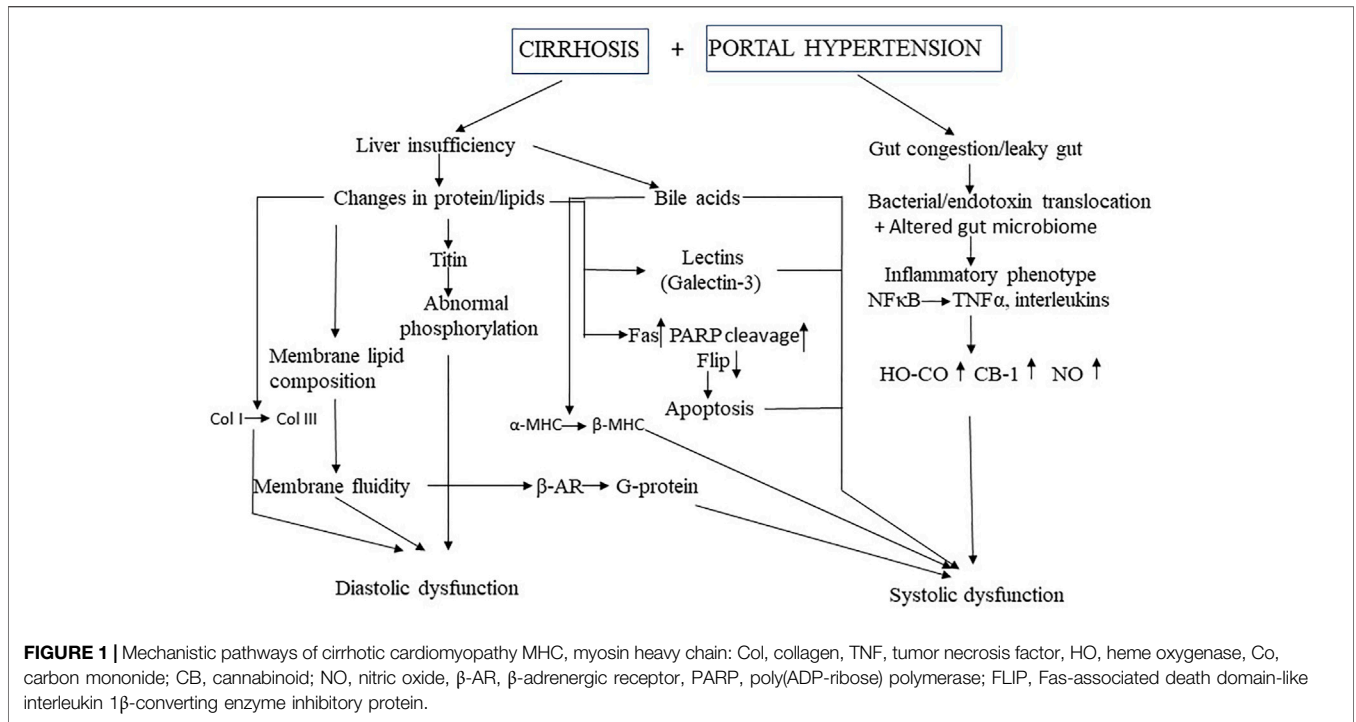 CIRRHOSIS + PORTAL HYPERTENSION
Liver insufficiency
Gut congestion/leaky gut
Changes in protein/lipids
Bile acids
Bacterial/endotoxin translocation
+ Altered gut microbiome
Titin
Lectins
(Galectin-3)
Inflammatory phenotype
NFκB → TNFα, interleukins
Abnormal
phosphorylation
Fas↑ PARP cleavage↑
Flip↓
Membrane lipid
composition
HO-CO ↑ CB-1 ↑ NO ↑
Apoptosis
Col I → Col III
α-MHC → β-MHC
Membrane fluidity
β-AR → G-protein
Diastolic dysfunction
Systolic dysfunction
FIGURE 1 | Mechanistic pathways of cirrhotic cardiomyopathy MHC, myosin heavy chain: Col, collagen, TNF, tumor necrosis factor, HO, heme oxygenase, Co,
carbon mononide; CB, cannabinoid; NO, nitric oxide, β-AR, β-adrenergic receptor, PARP, poly(ADP-ribose) polymerase; FLIP, Fas-associated death domain-like
interleukin 1β-converting enzyme inhibitory protein.